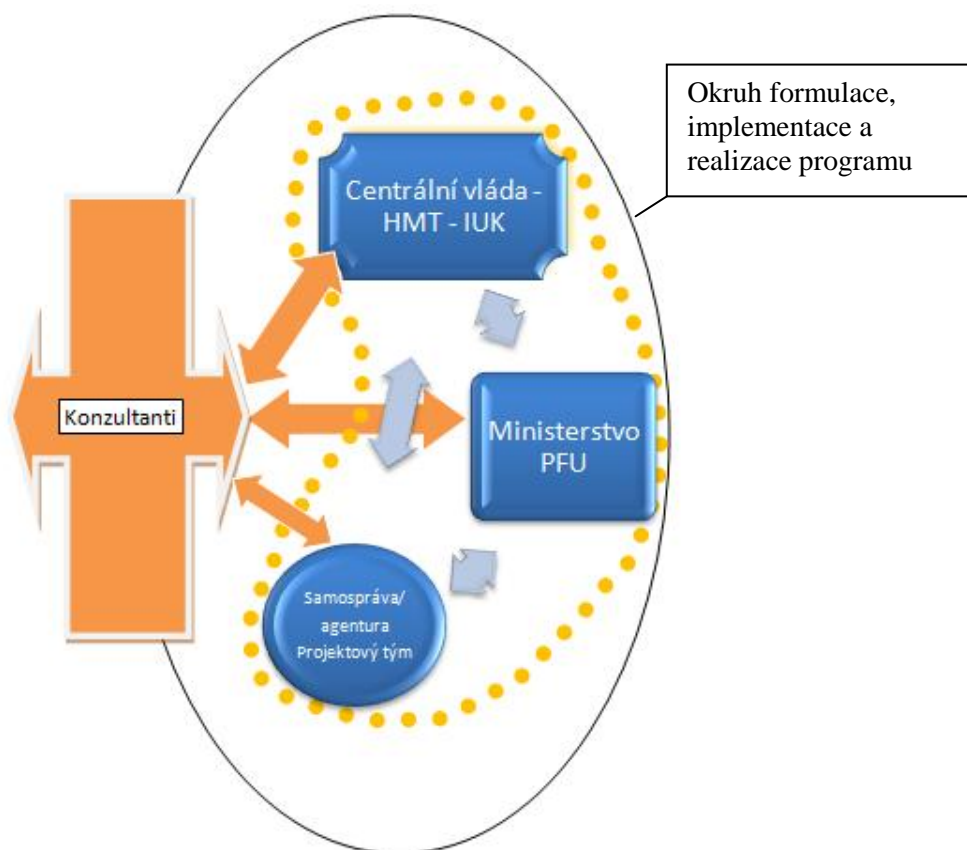 Okruh formulace,
implementace a
realizace programu
Centrální vláda -
HMT - IUK
Konzultanti
Ministerstvo
PFU
Samospráva/
agentura
Projektový tým